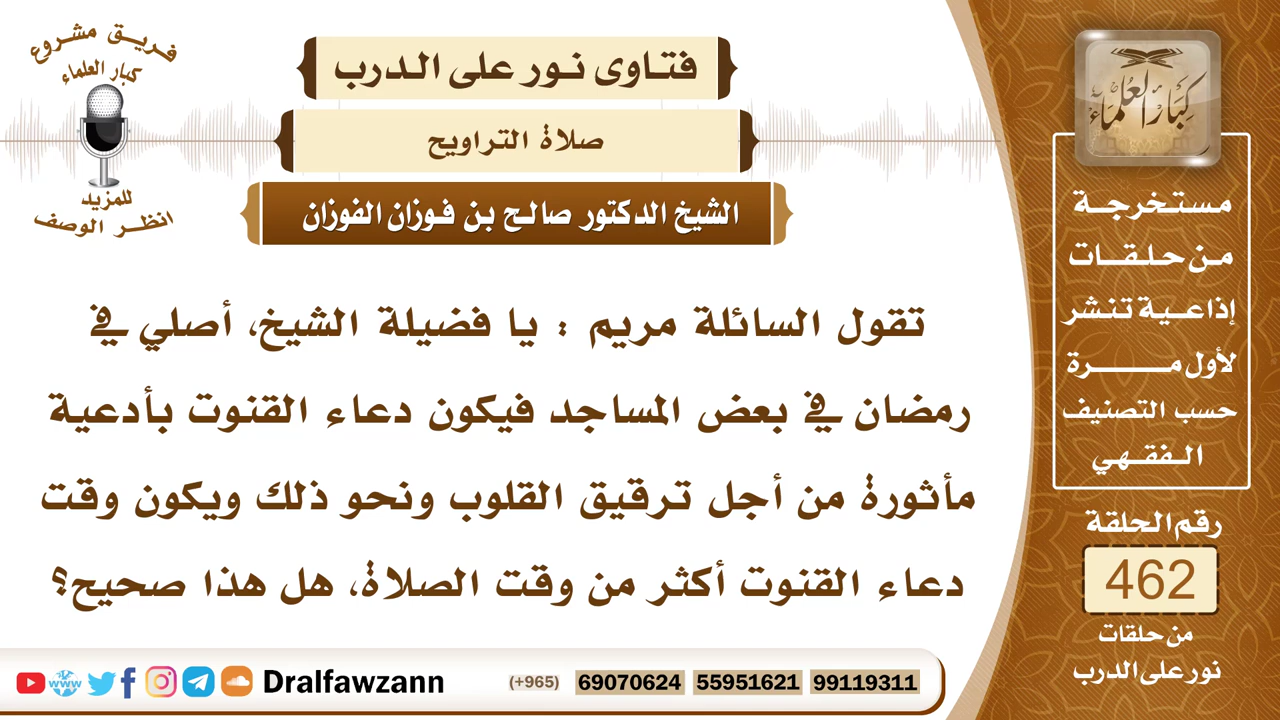 فريق مشروع
كبار العلماء
للمزيد
انظر الوصف
فتاوى نور على الدرب
صلاة التراويح
الشيخ الدكتور صالح بن فوزان الفوزان
تقول السائلة مريم : يا فضيلة الشيخ، أصلي في
رمضان في بعض المساجد فيكون دعاء القنوت بأدعية
مأثورة من أجل ترقيق القلوب ونحو ذلك ويكون وقت
دعاء القنوت أكثر من وقت الصلاة، هل هذا صحيح؟
كبار العلماء
مستخرجة
من حلقات
إذاعية تنشر
لأول مرة
حسب التصنيف
الفقهي
رقم الحلقة
462
من حلقات
نور على الدرب
www
Dralfawzann (+965) 69070624 55951621 99119311